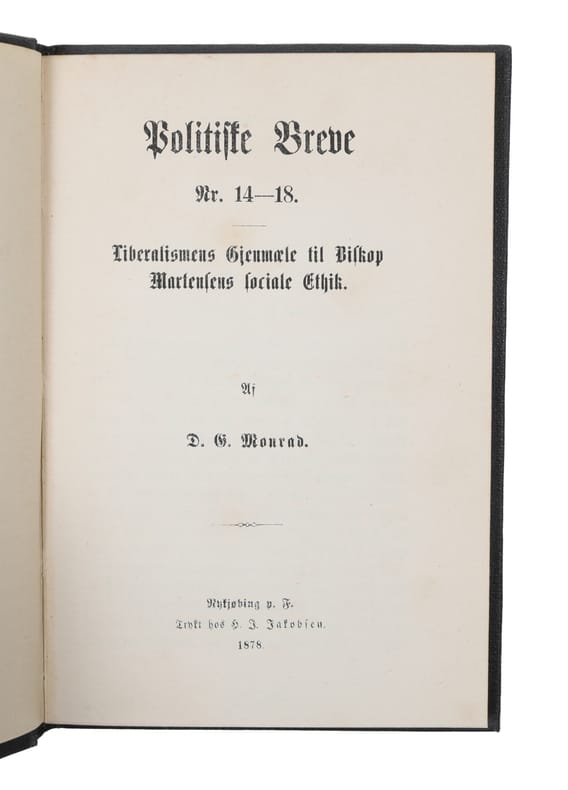 Politiske Breve
Nr. 14—18.
Liberalismens Gjenmæle til Biskop
Martensens sociale Ethik.
Af
D. G. Monrad.
Nykjøbing p. F.
Trykt hos H. J. Jakobsen.
1878.